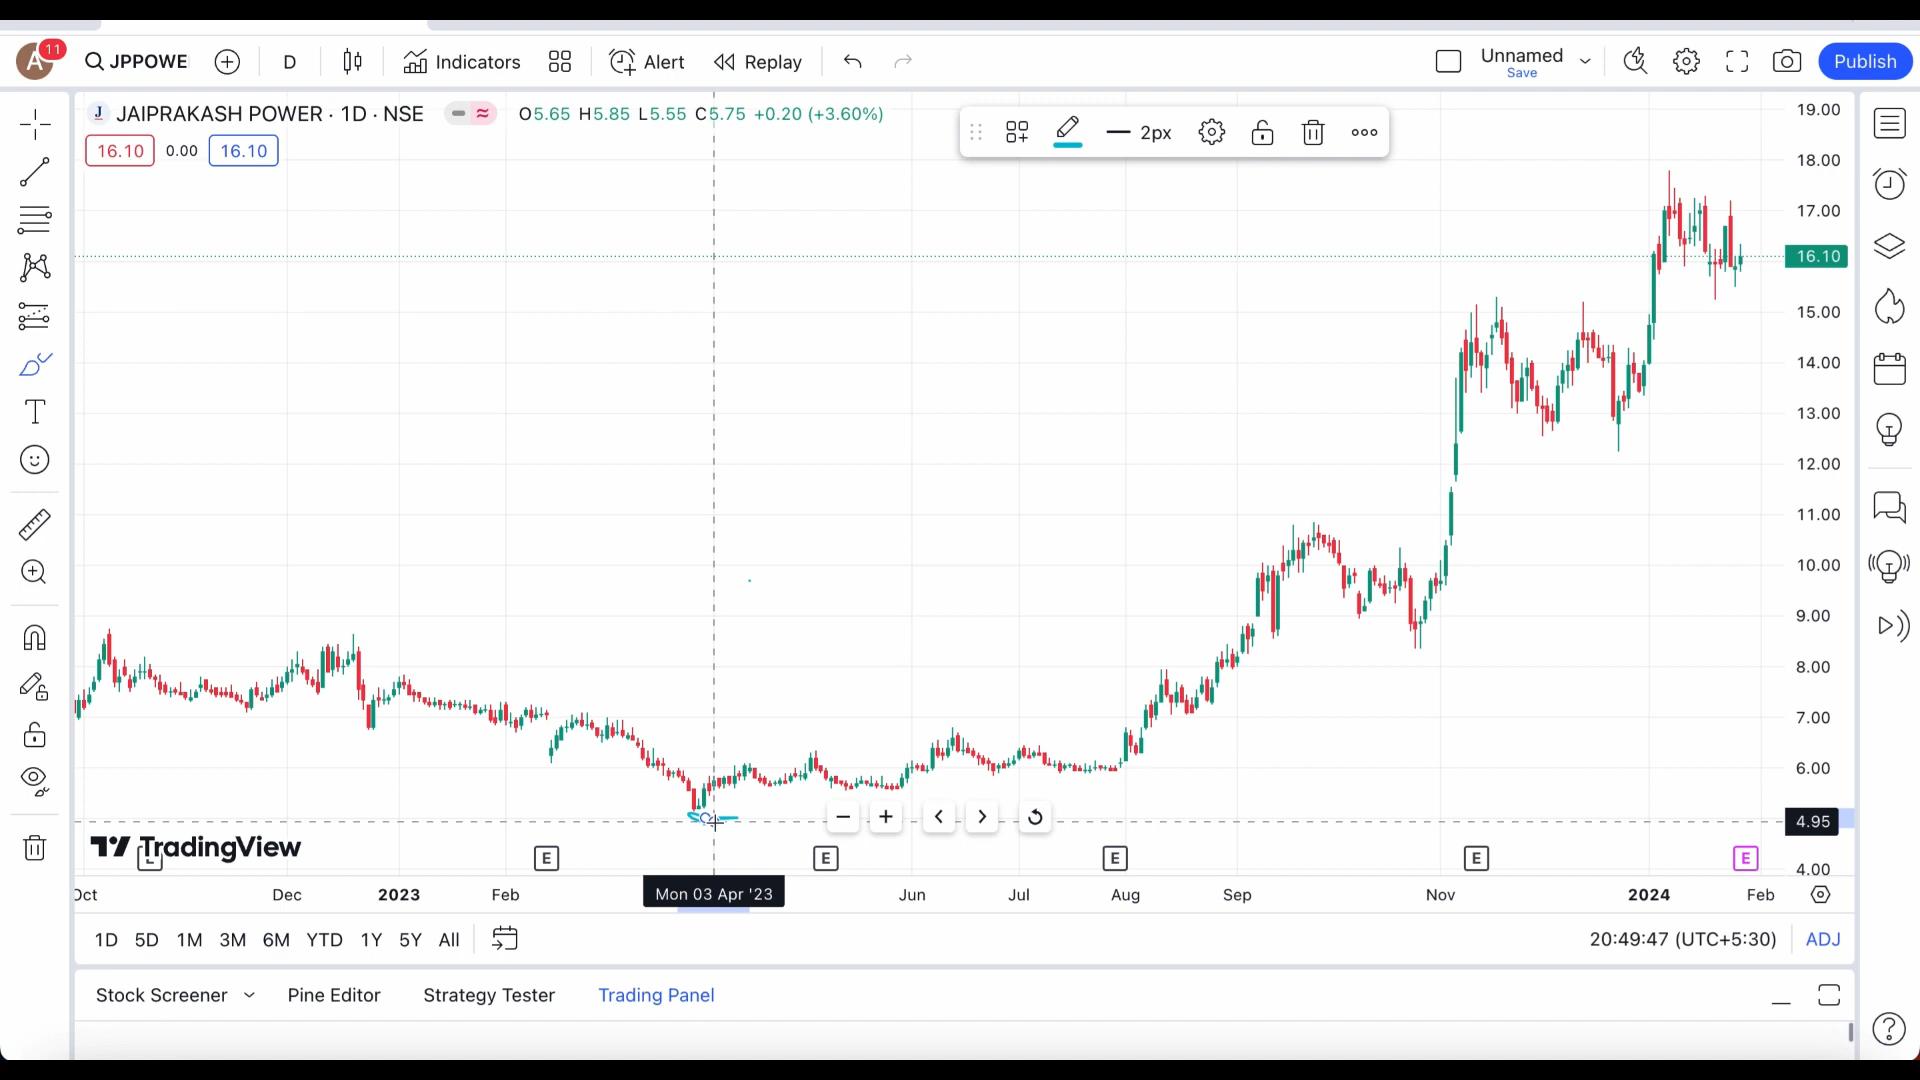 A 11 JPPOWE D Indicators Alert Replay Unnamed Save Publish
J JAIPRAKASH POWER · 1D · NSE O5.65 H5.85 L5.55 C5.75 +0.20 (+3.60%)
16.10 0.00 16.10
2px
19.00
18.00
17.00
16.10
15.00
14.00
13.00
12.00
11.00
10.00
9.00
8.00
7.00
6.00
4.95
4.00
TradingView
E E E E E
Oct Dec 2023 Feb Mon 03 Apr '23 Jun Jul Aug Sep Nov 2024 Feb
1D 5D 1M 3M 6M YTD 1Y 5Y All 20:49:47 (UTC+5:30) ADJ
Stock Screener Pine Editor Strategy Tester Trading Panel